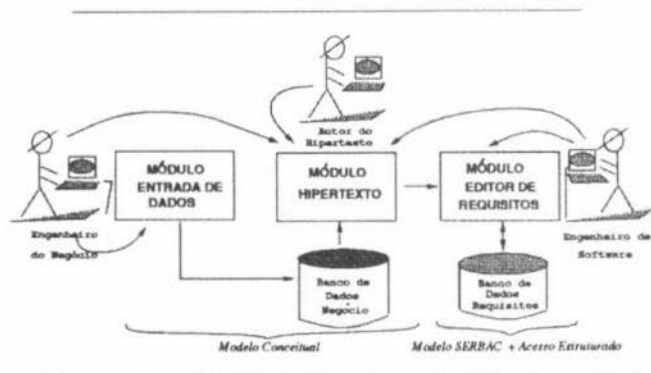 Autor do
Hipertexto
MÓDULO
ENTRADA DE
DADOS
MÓDULO
HIPERTEXTO
MÓDULO
EDITOR DE
REQUISITOS
Engenheiro
do Negócio
Engenheiro de
Software
Banco de
Dados
Negócio
Banco de
Dados
Requisitos
Modelo Conceitual
Modelo SERBAC + Acesso Estruturado